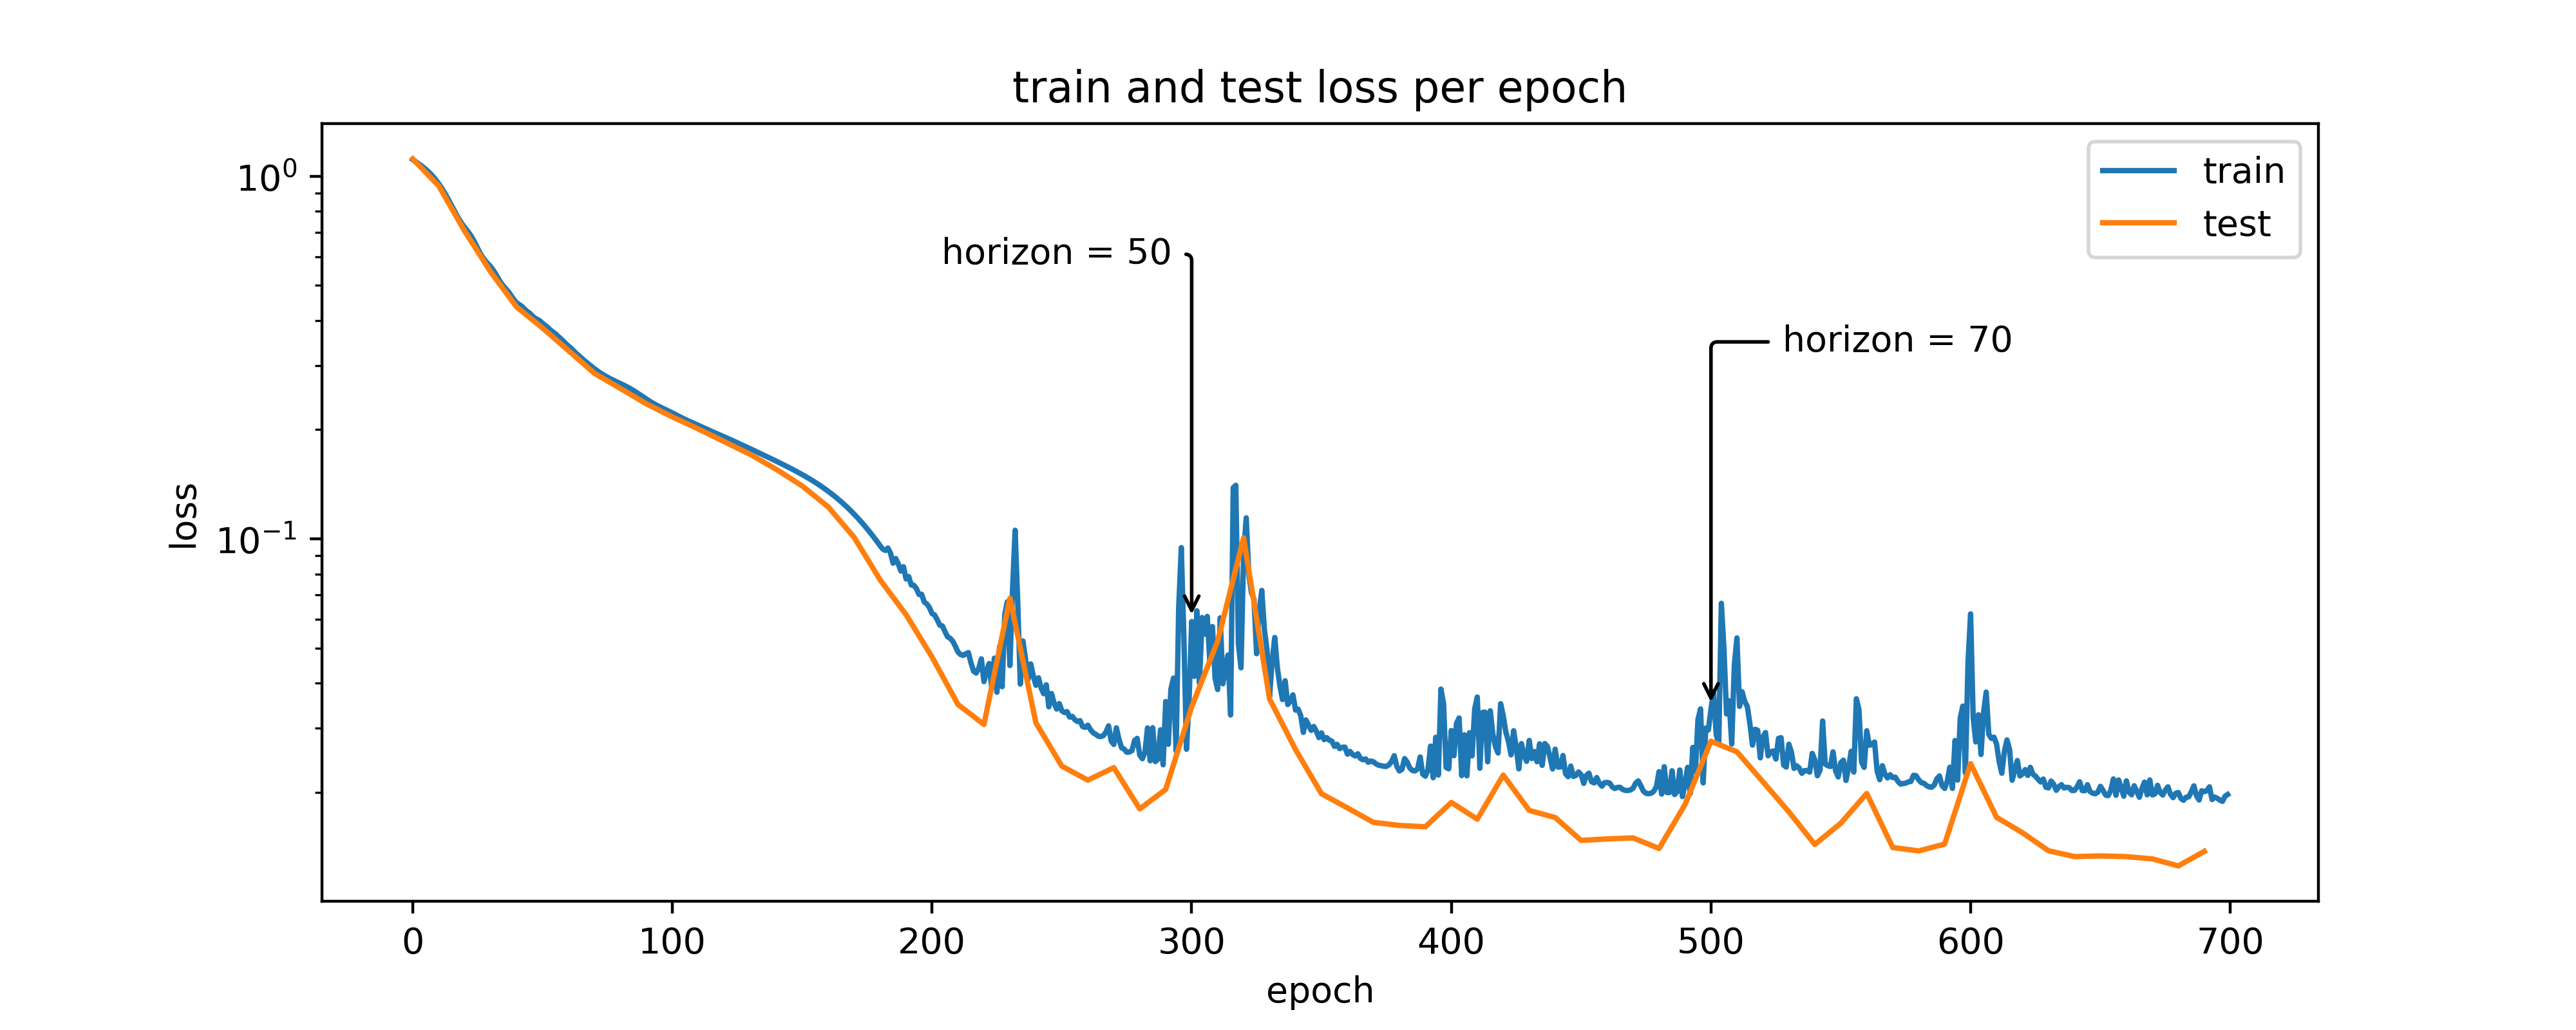 train and test loss per epoch
10⁰
10⁻¹
loss
horizon = 50
horizon = 70
train
test
0 100 200 300 400 500 600 700
epoch